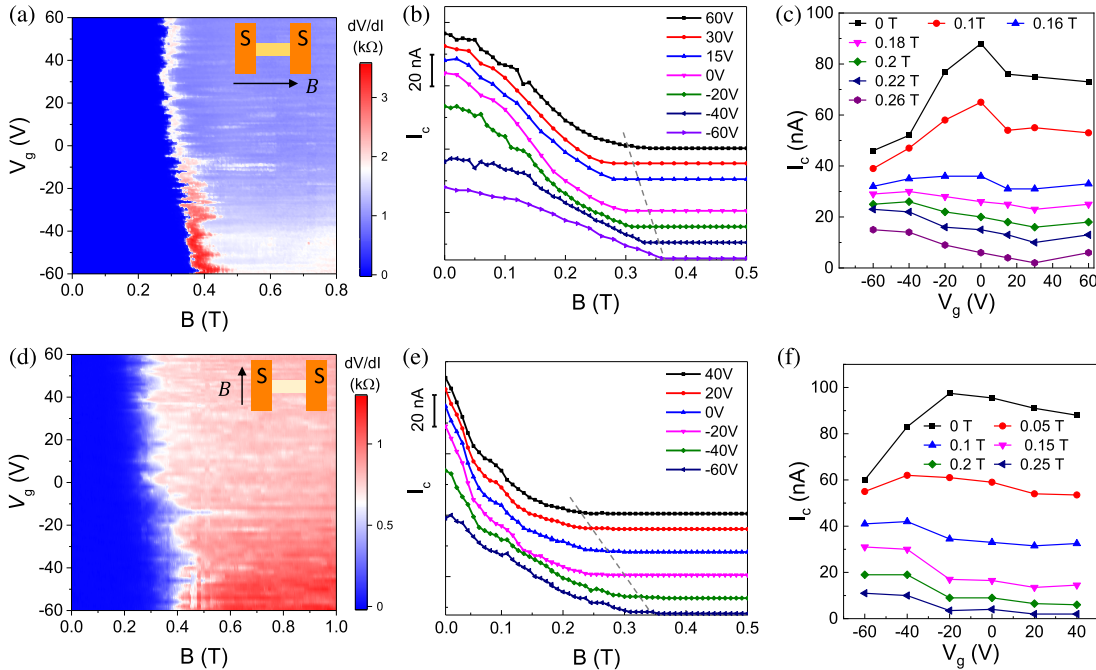 (a)
60
40
20
0
-20
-40
-60
V_g (V)
0.0 0.2 0.4 0.6 0.8
B (T)
S S
B
dV/dI
(kΩ)
3
2
1
0
(b)
20 nA
I_c
60V
30V
15V
0V
-20V
-40V
-60V
0.0 0.1 0.2 0.3 0.4 0.5
B (T)
(c)
100
80
60
40
20
0
I_c (nA)
0 T 0.1T 0.16 T
0.18 T
0.2 T
0.22 T
0.26 T
-60 -40 -20 0 20 40 60
V_g (V)
(d)
60
40
20
0
-20
-40
-60
V_g (V)
0.0 0.2 0.4 0.6 0.8 1.0
B (T)
B
S S
dV/dI
(kΩ)
1
0.5
0
(e)
20 nA
I_c
40V
20V
0V
-20V
-40V
-60V
0.0 0.1 0.2 0.3 0.4 0.5
B (T)
(f)
100
80
60
40
20
0
I_c (nA)
0 T 0.05 T
0.1 T 0.15 T
0.2 T 0.25 T
-60 -40 -20 0 20 40
V_g (V)